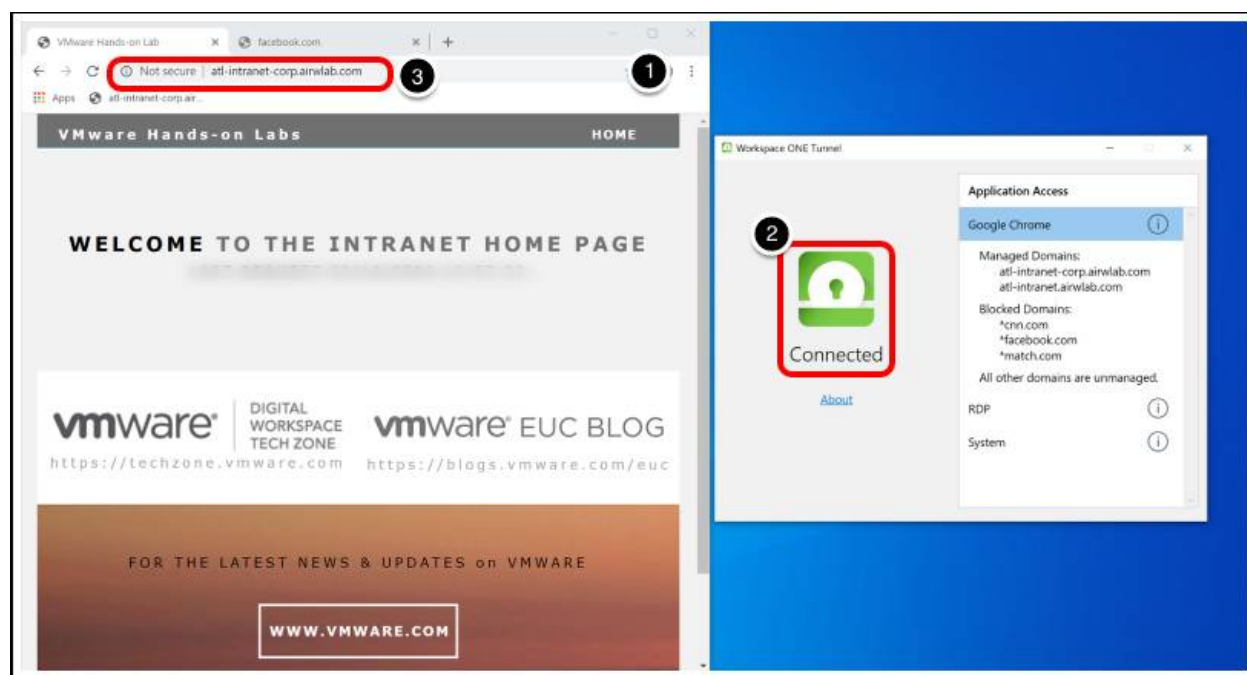 VMware Hands-on Lab
facebook.com
Not secure | atl-intranet-corp.airwlab.com
3
1
Apps
atl-intranet-corp.air...
VMware Hands-on Labs
HOME
WELCOME TO THE INTRANET HOME PAGE
vmware®
DIGITAL
WORKSPACE
TECH ZONE
https://techzone.vmware.com
vmware® EUC BLOG
https://blogs.vmware.com/euc
FOR THE LATEST NEWS & UPDATES on VMWARE
WWW.VMWARE.COM
Workspace ONE Tunnel
2
Connected
About
Application Access
Google Chrome
Managed Domains:
atl-intranet-corp.airwlab.com
atl-intranet.airwlab.com
Blocked Domains:
*cnn.com
*facebook.com
*match.com
All other domains are unmanaged.
RDP
System